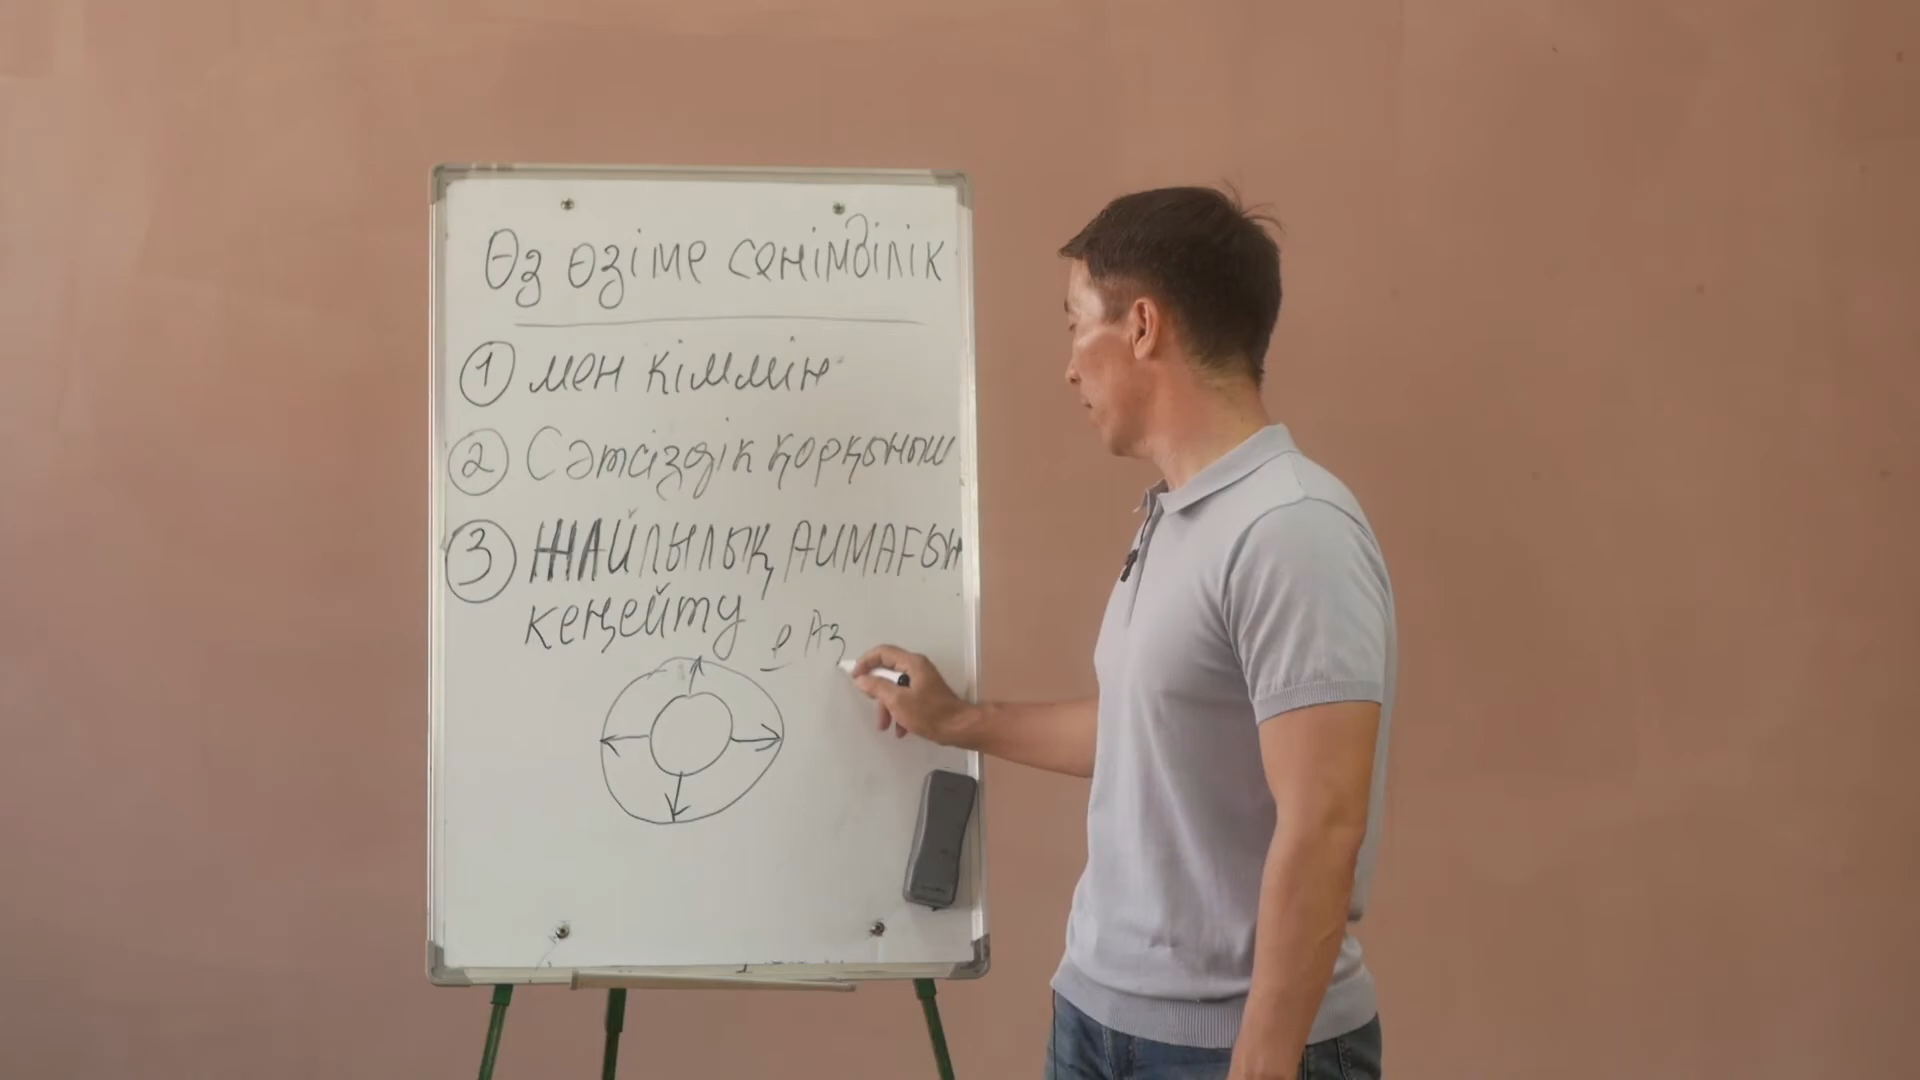 Өз өзіме сенімділік
1 мен кіммін
2 Сәтсіздік қорқыныш
3 ЖАЙЛЫЛЫҚ АИМАҒЫН
кеңейту